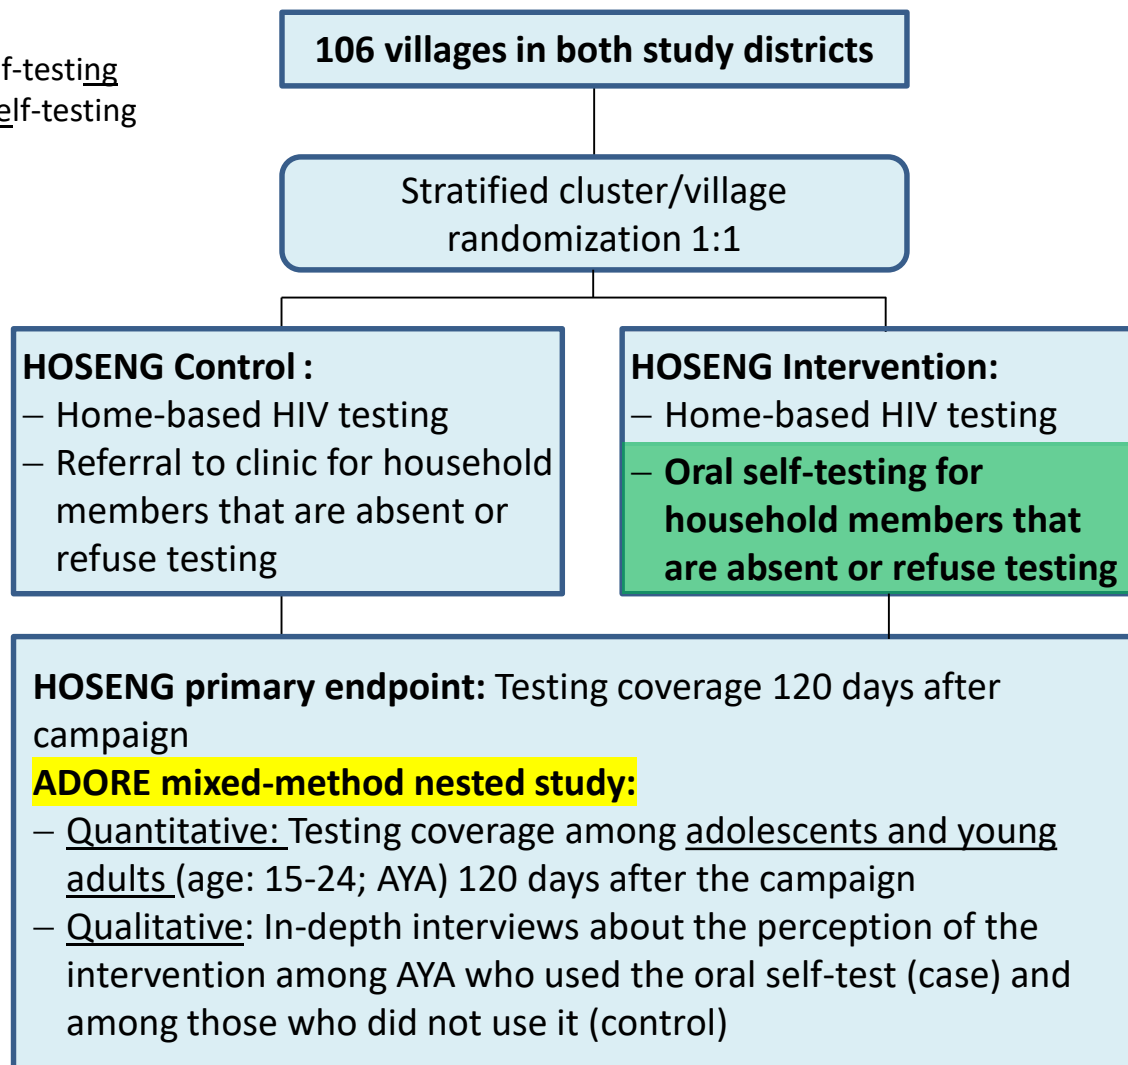 106 villages in both study districts
f-testing
elf-testing
Stratified cluster/village
randomization 1:1
HOSENG Control :
– Home-based HIV testing
– Referral to clinic for household
members that are absent or
refuse testing
HOSENG Intervention:
– Home-based HIV testing
– Oral self-testing for
household members that
are absent or refuse testing
HOSENG primary endpoint: Testing coverage 120 days after
campaign
ADORE mixed-method nested study:
– Quantitative: Testing coverage among adolescents and young
adults (age: 15-24; AYA) 120 days after the campaign
– Qualitative: In-depth interviews about the perception of the
intervention among AYA who used the oral self-test (case) and
among those who did not use it (control)